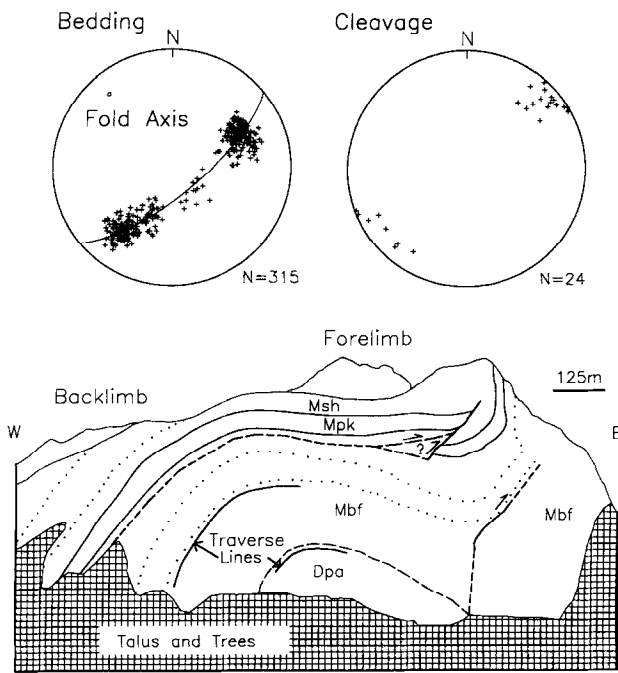 Bedding
Cleavage
N
N
Fold Axis
N=315
N=24
Forelimb
Backlimb
125m
W
E
Msh
Mpk
?
Mbf
Mbf
Traverse
Lines
Dpa
Talus and Trees